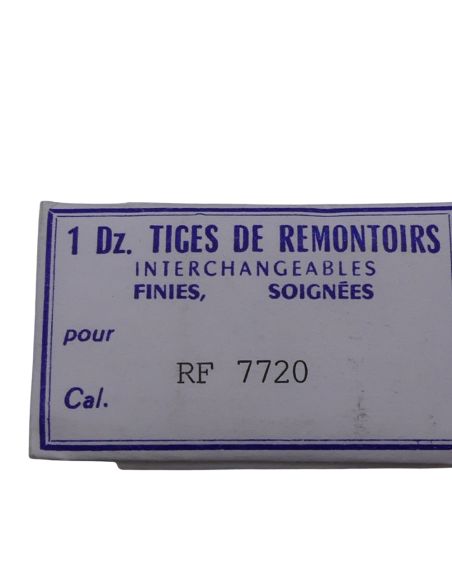 1 Dz. TIGES DE REMONTOIRS
INTERCHANGEABLES
FINIES, SOIGNÉES
pour
RF 7720
Cal.